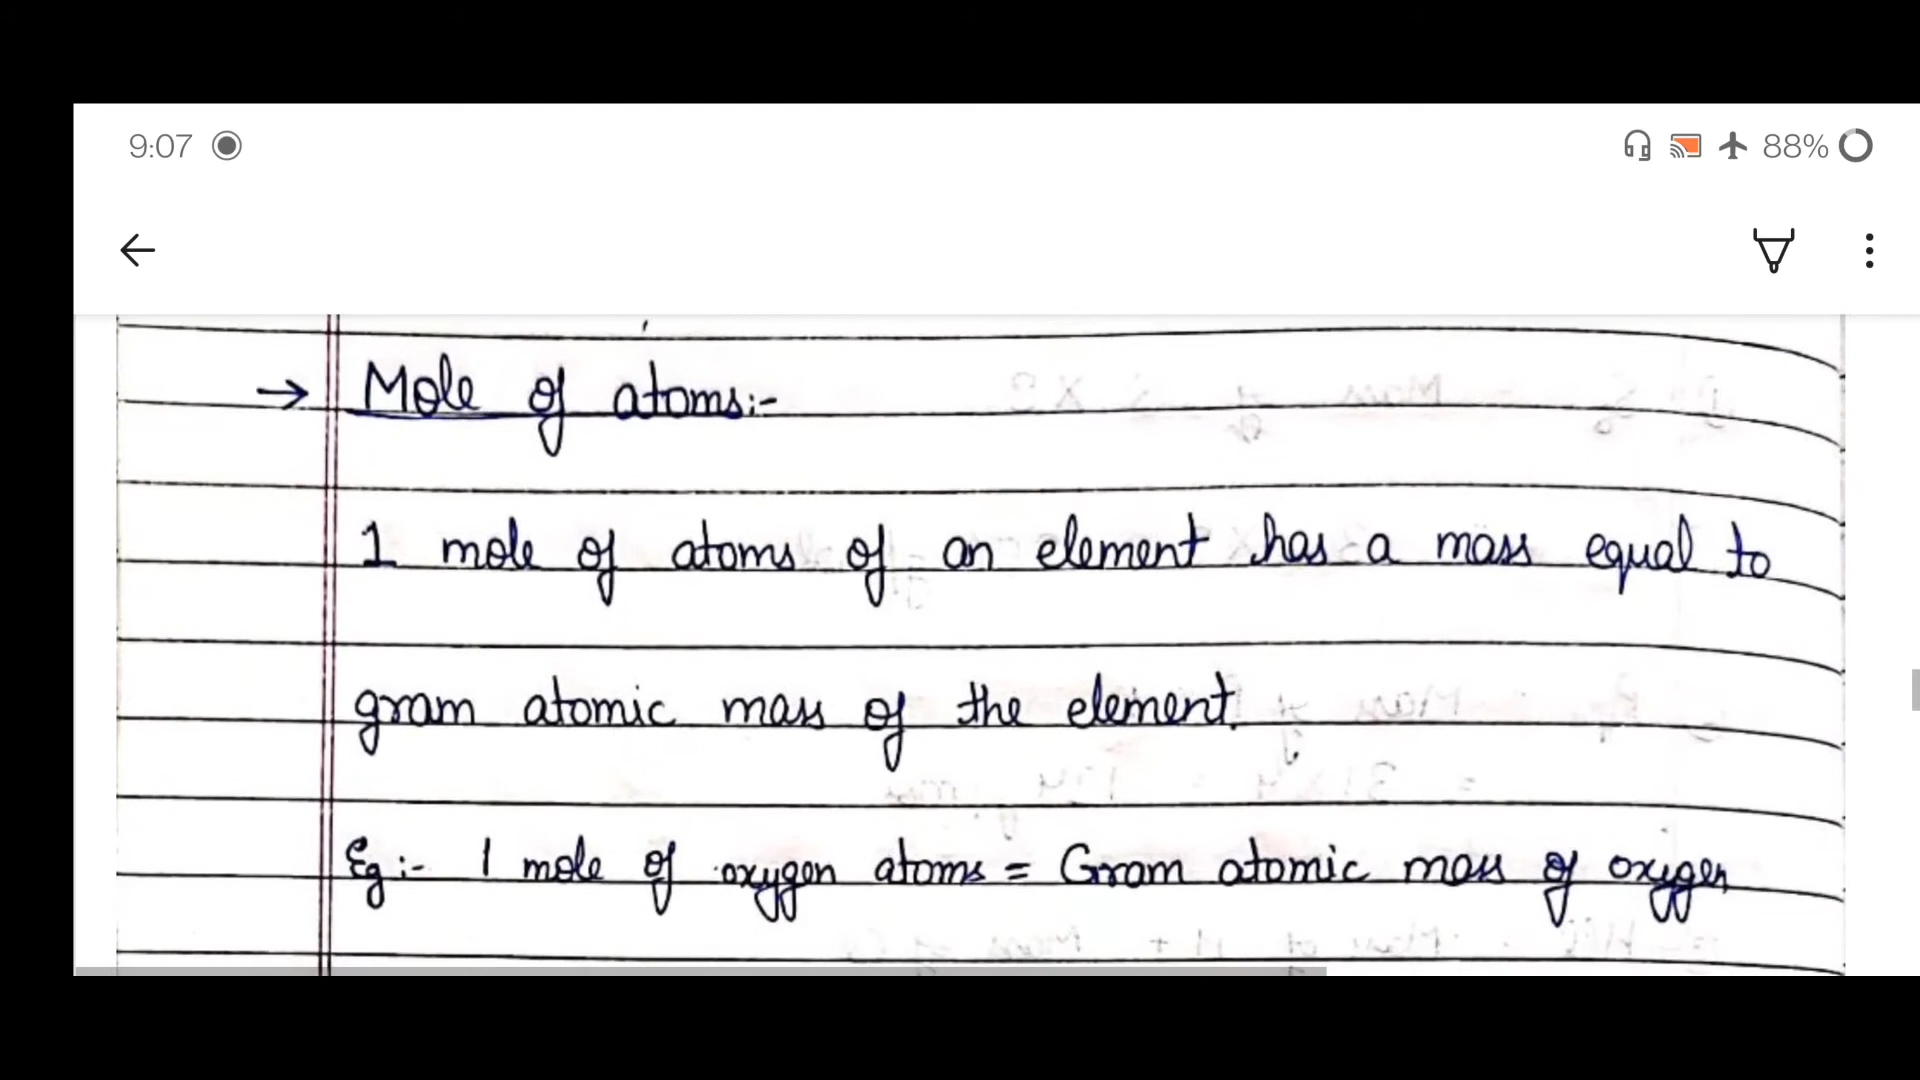 9:07 88%
→ Mole of atoms:-
1 mole of atoms of an element has a mass equal to
gram atomic mass of the element.
Eg:- 1 mole of oxygen atoms = Gram atomic mass of oxygen